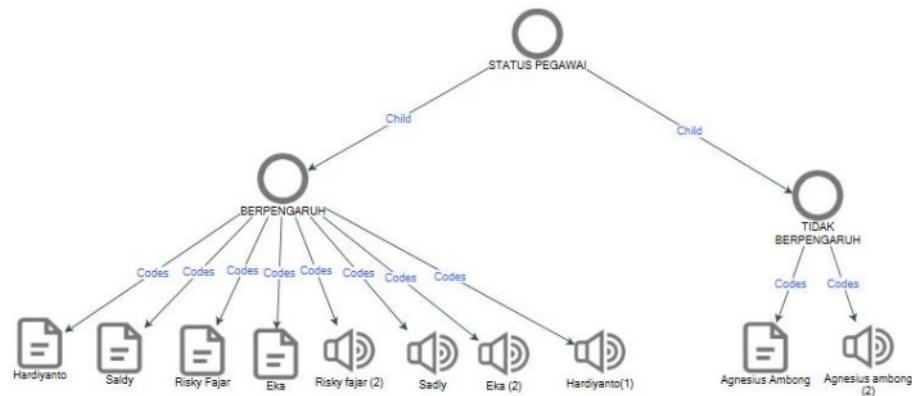 STATUS PEGAWAI
Child
Child
BERPENGARUH
TIDAK
BERPENGARUH
Codes
Codes
Codes
Codes
Codes
Codes
Codes
Codes
Codes
Codes
Hardiyanto
Saldy
Risky Fajar
Eka
Risky fajar (2)
Sadly
Eka (2)
Hardiyanto(1)
Agnesius Ambong
Agnesius ambong
(2)